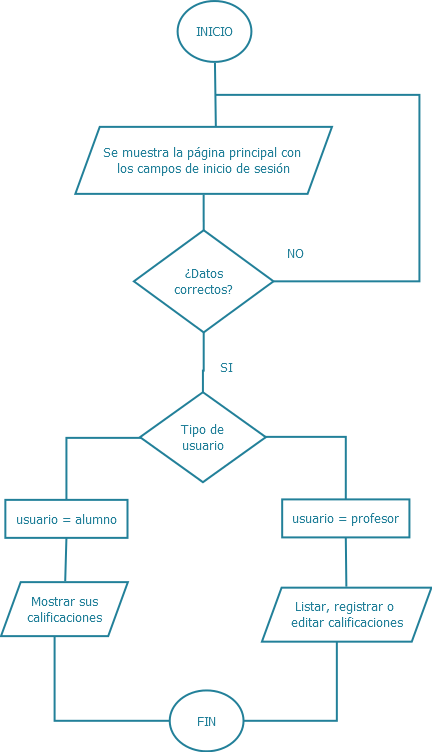 INICIO
Se muestra la página principal con
los campos de inicio de sesión
NO
¿Datos
correctos?
SI
Tipo de
usuario
usuario = alumno
usuario = profesor
Mostrar sus
calificaciones
Listar, registrar o
editar calificaciones
FIN